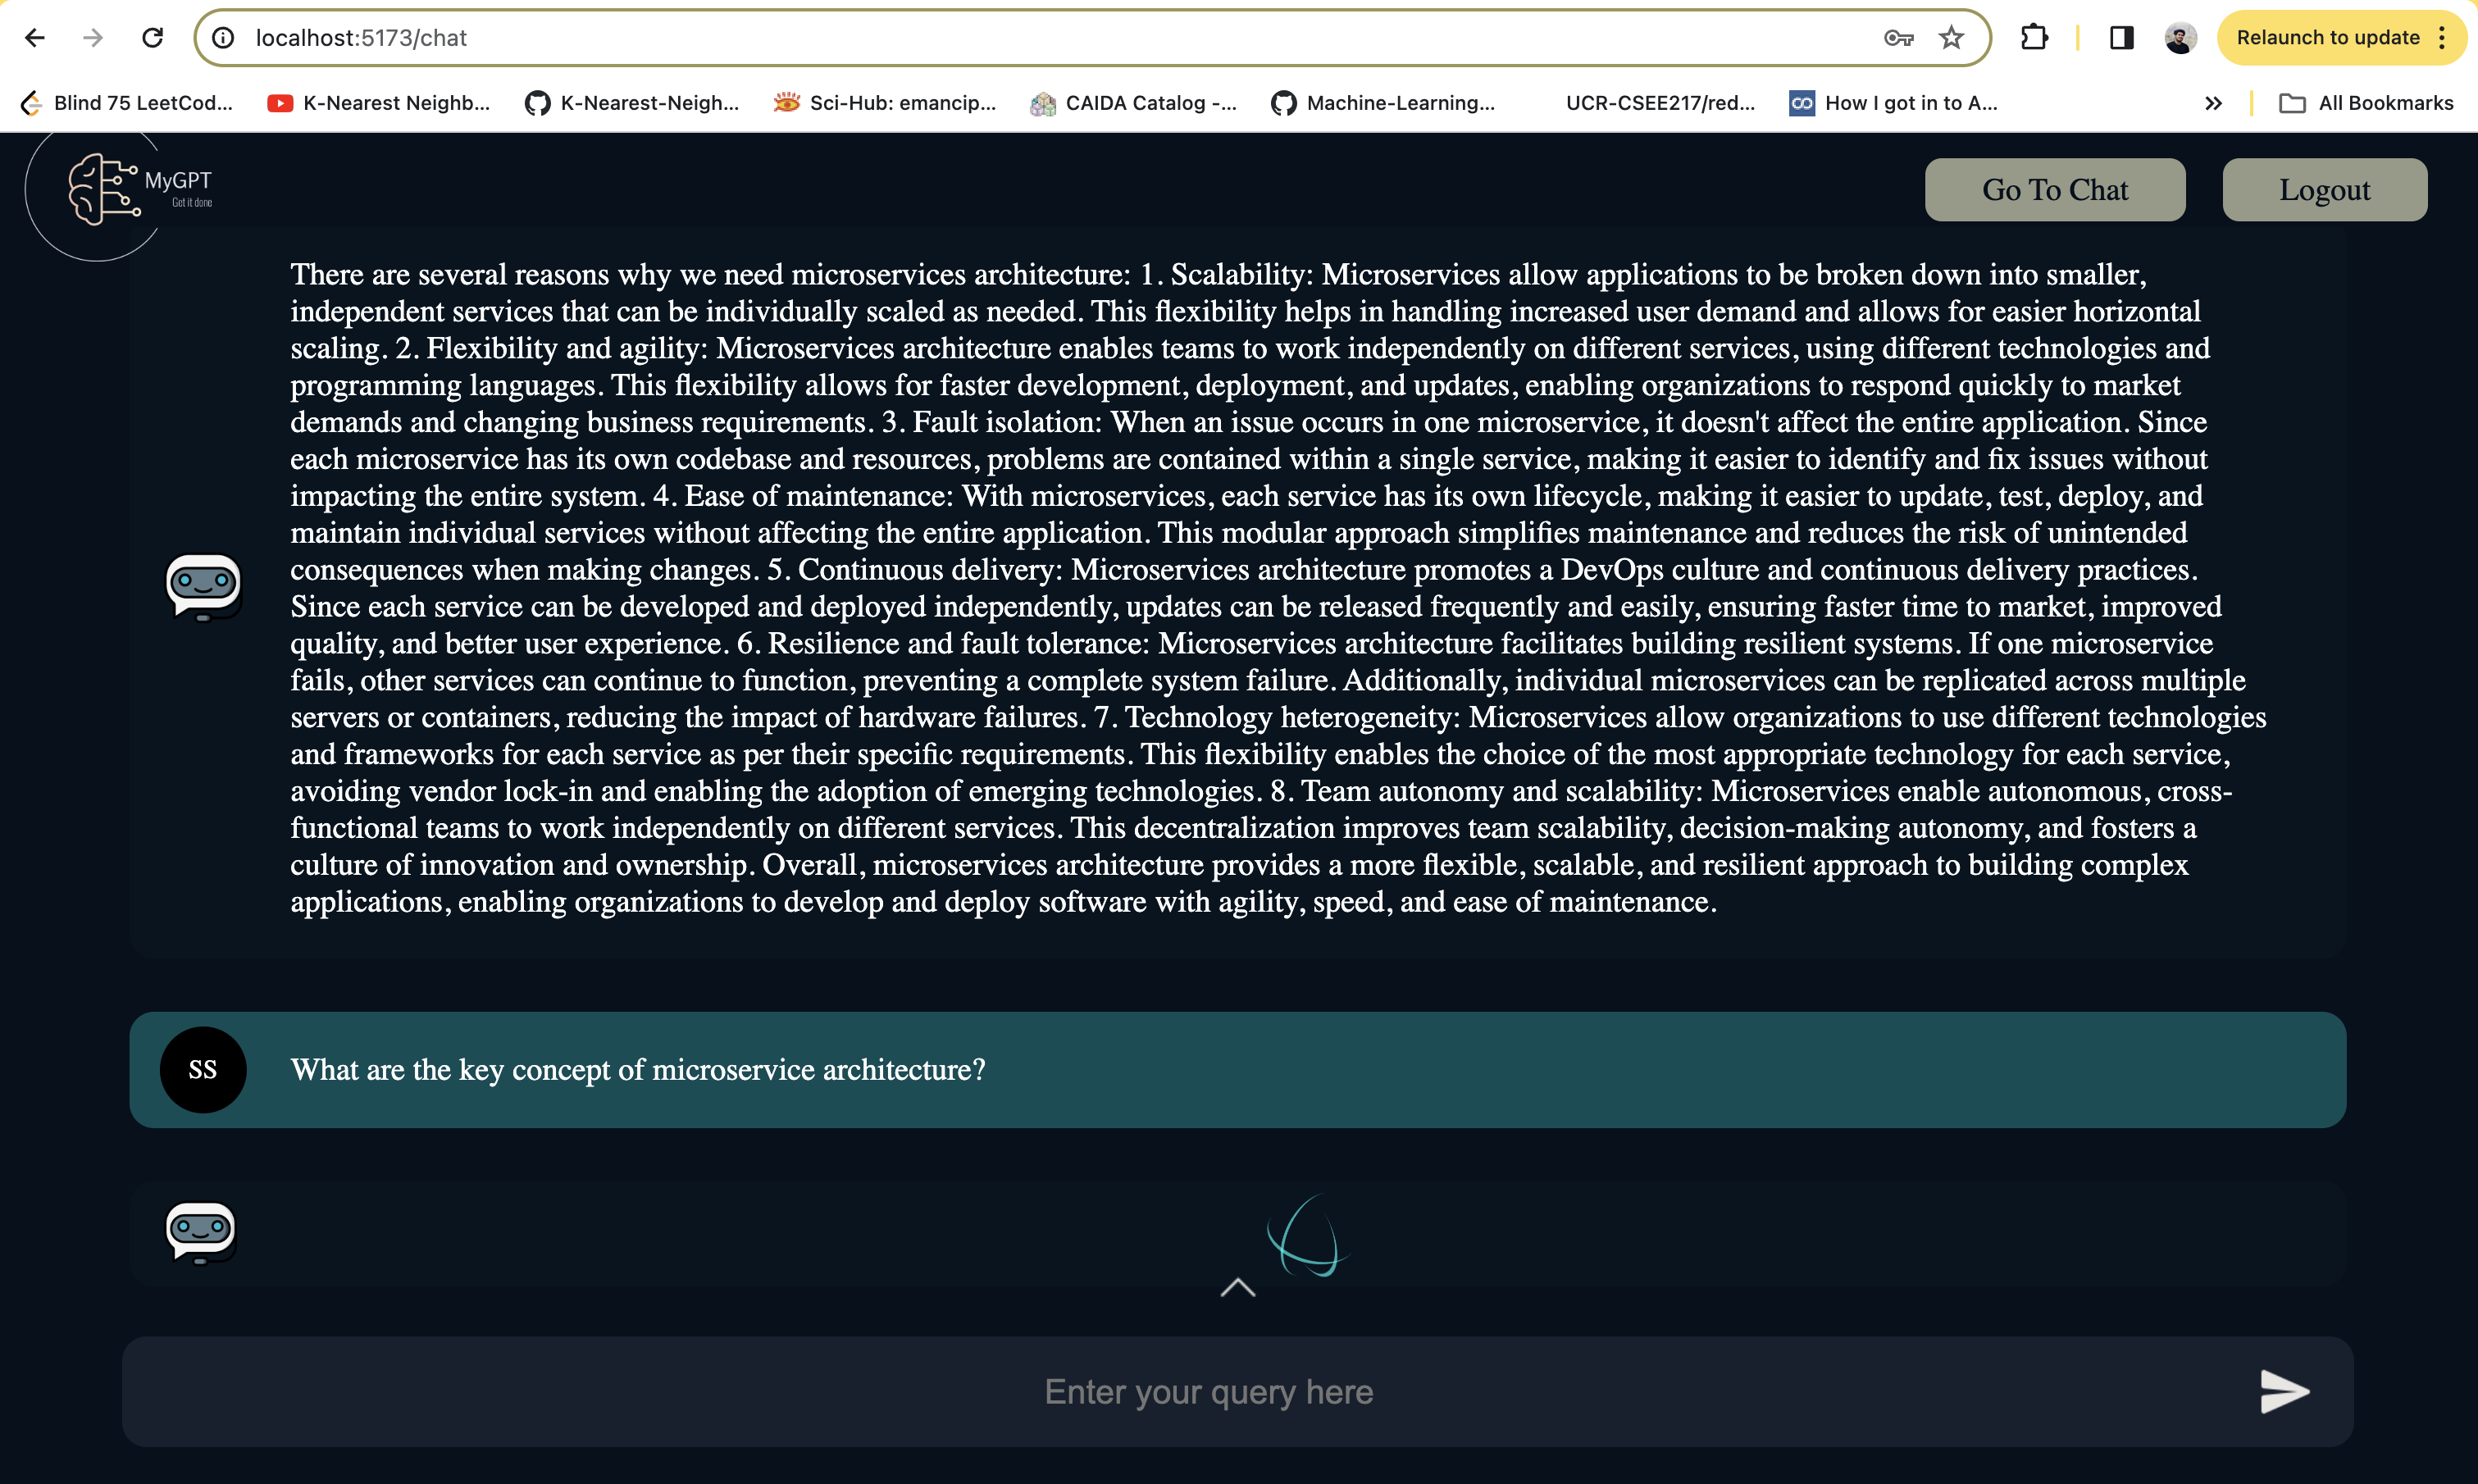 localhost:5173/chat
Relaunch to update
Blind 75 LeetCod...
K-Nearest Neighb...
K-Nearest-Neigh...
Sci-Hub: emancip...
CAIDA Catalog -...
Machine-Learning...
UCR-CSEE217/red...
How I got in to A...
All Bookmarks
MyGPT
Get it done
Go To Chat
Logout
There are several reasons why we need microservices architecture: 1. Scalability: Microservices allow applications to be broken down into smaller,
independent services that can be individually scaled as needed. This flexibility helps in handling increased user demand and allows for easier horizontal
scaling. 2. Flexibility and agility: Microservices architecture enables teams to work independently on different services, using different technologies and
programming languages. This flexibility allows for faster development, deployment, and updates, enabling organizations to respond quickly to market
demands and changing business requirements. 3. Fault isolation: When an issue occurs in one microservice, it doesn't affect the entire application. Since
each microservice has its own codebase and resources, problems are contained within a single service, making it easier to identify and fix issues without
impacting the entire system. 4. Ease of maintenance: With microservices, each service has its own lifecycle, making it easier to update, test, deploy, and
maintain individual services without affecting the entire application. This modular approach simplifies maintenance and reduces the risk of unintended
consequences when making changes. 5. Continuous delivery: Microservices architecture promotes a DevOps culture and continuous delivery practices.
Since each service can be developed and deployed independently, updates can be released frequently and easily, ensuring faster time to market, improved
quality, and better user experience. 6. Resilience and fault tolerance: Microservices architecture facilitates building resilient systems. If one microservice
fails, other services can continue to function, preventing a complete system failure. Additionally, individual microservices can be replicated across multiple
servers or containers, reducing the impact of hardware failures. 7. Technology heterogeneity: Microservices allow organizations to use different technologies
and frameworks for each service as per their specific requirements. This flexibility enables the choice of the most appropriate technology for each service,
avoiding vendor lock-in and enabling the adoption of emerging technologies. 8. Team autonomy and scalability: Microservices enable autonomous, cross-
functional teams to work independently on different services. This decentralization improves team scalability, decision-making autonomy, and fosters a
culture of innovation and ownership. Overall, microservices architecture provides a more flexible, scalable, and resilient approach to building complex
applications, enabling organizations to develop and deploy software with agility, speed, and ease of maintenance.
SS
What are the key concept of microservice architecture?
Enter your query here